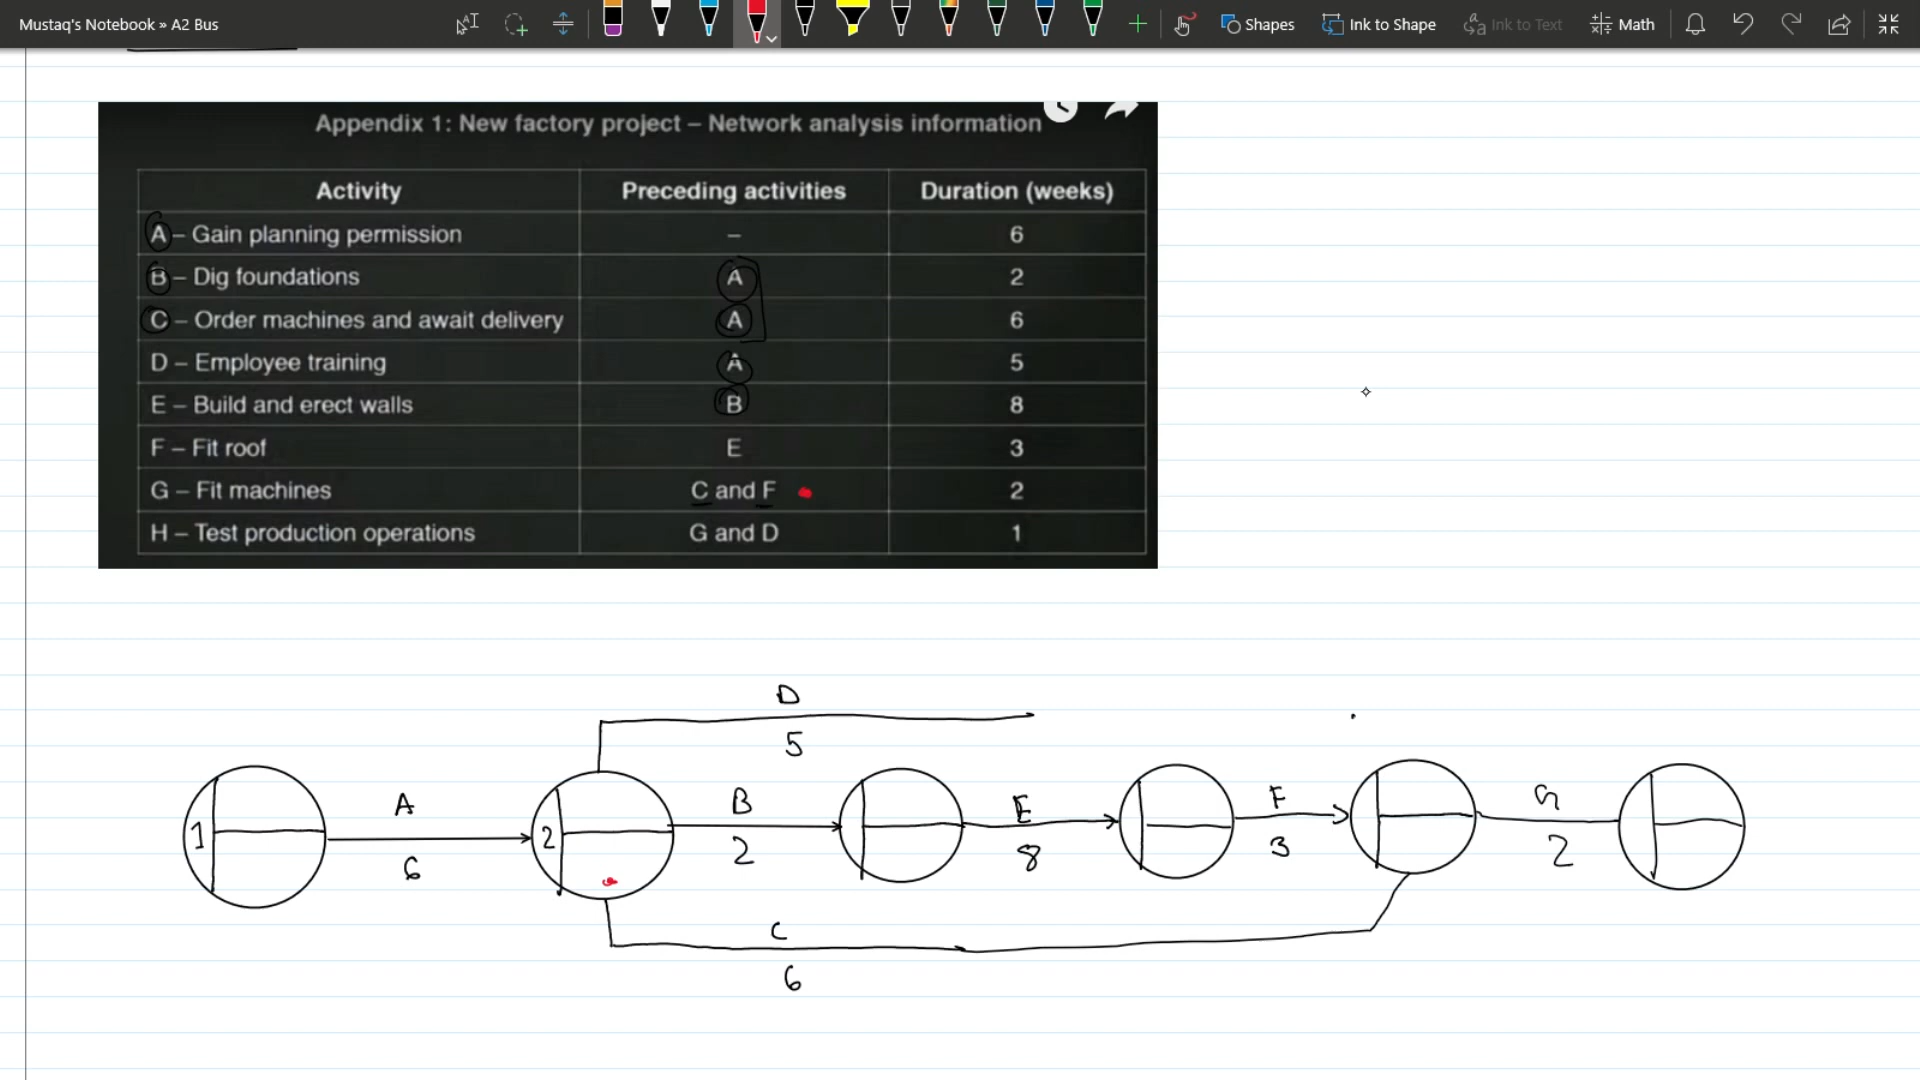 Mustaq's Notebook » A2 Bus
Shapes
Ink to Shape
Ink to Text
Math
Appendix 1: New factory project – Network analysis information
Activity Preceding activities Duration (weeks)
A – Gain planning permission – 6
B – Dig foundations A 2
C – Order machines and await delivery A 6
D – Employee training A 5
E – Build and erect walls B 8
F – Fit roof E 3
G – Fit machines C and F 2
H – Test production operations G and D 1
D
5
A B E F G
1 2
6 2 8 3 2
C
6